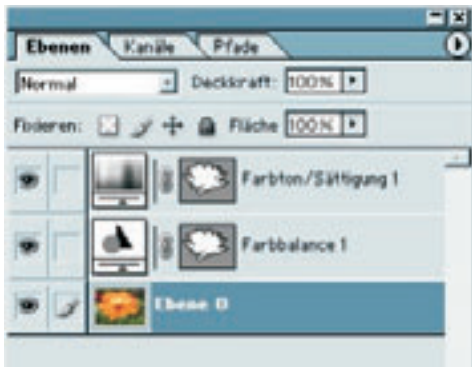 Ebenen Kanäle Pfade
Normal Deckkraft: 100%
Fixieren: Fläche 100%
Farbton/Sättigung 1
Farbbalance 1
Ebene 0